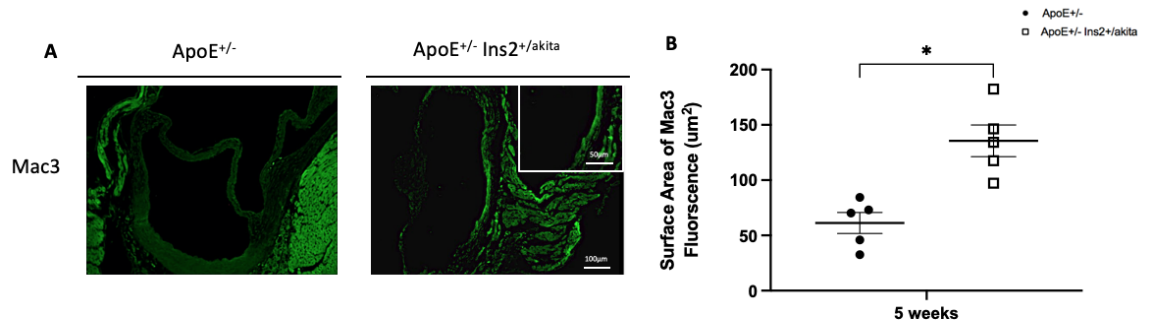 A
ApoE+/-
ApoE+/- Ins2+/akita
Mac3
50µm
100µm
B
ApoE+/-
ApoE+/- Ins2+/akita
*
Surface Area of Mac3
Fluorescence (um2)
200
150
100
50
0
5 weeks